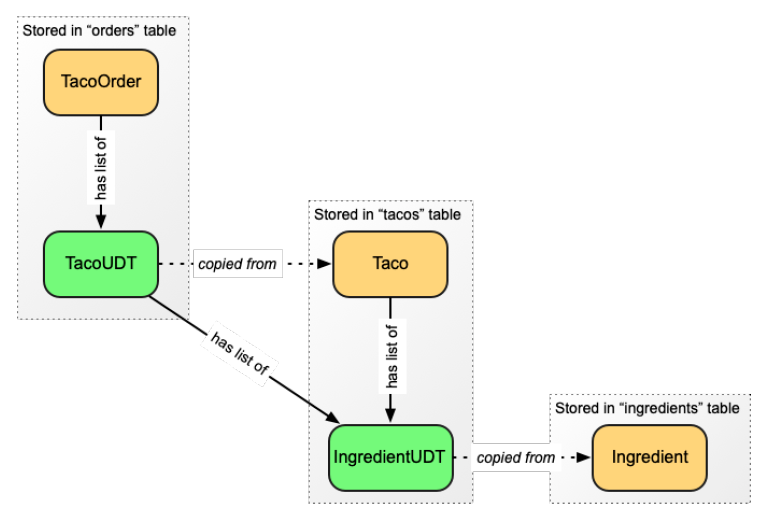 Stored in “orders” table
TacoOrder
has list of
TacoUDT
copied from
Stored in “tacos” table
Taco
has list of
has list of
IngredientUDT
copied from
Stored in “ingredients” table
Ingredient